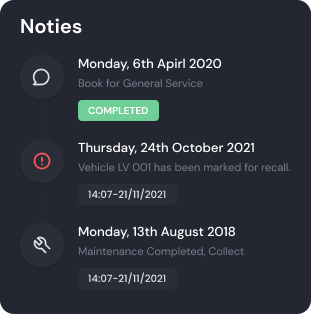 Noties
Monday, 6th Apirl 2020
Book for General Service
COMPLETED
Thursday, 24th October 2021
Vehicle LV 001 has been marked for recall.
14:07-21/11/2021
Monday, 13th August 2018
Maintenance Completed, Collect
14:07-21/11/2021